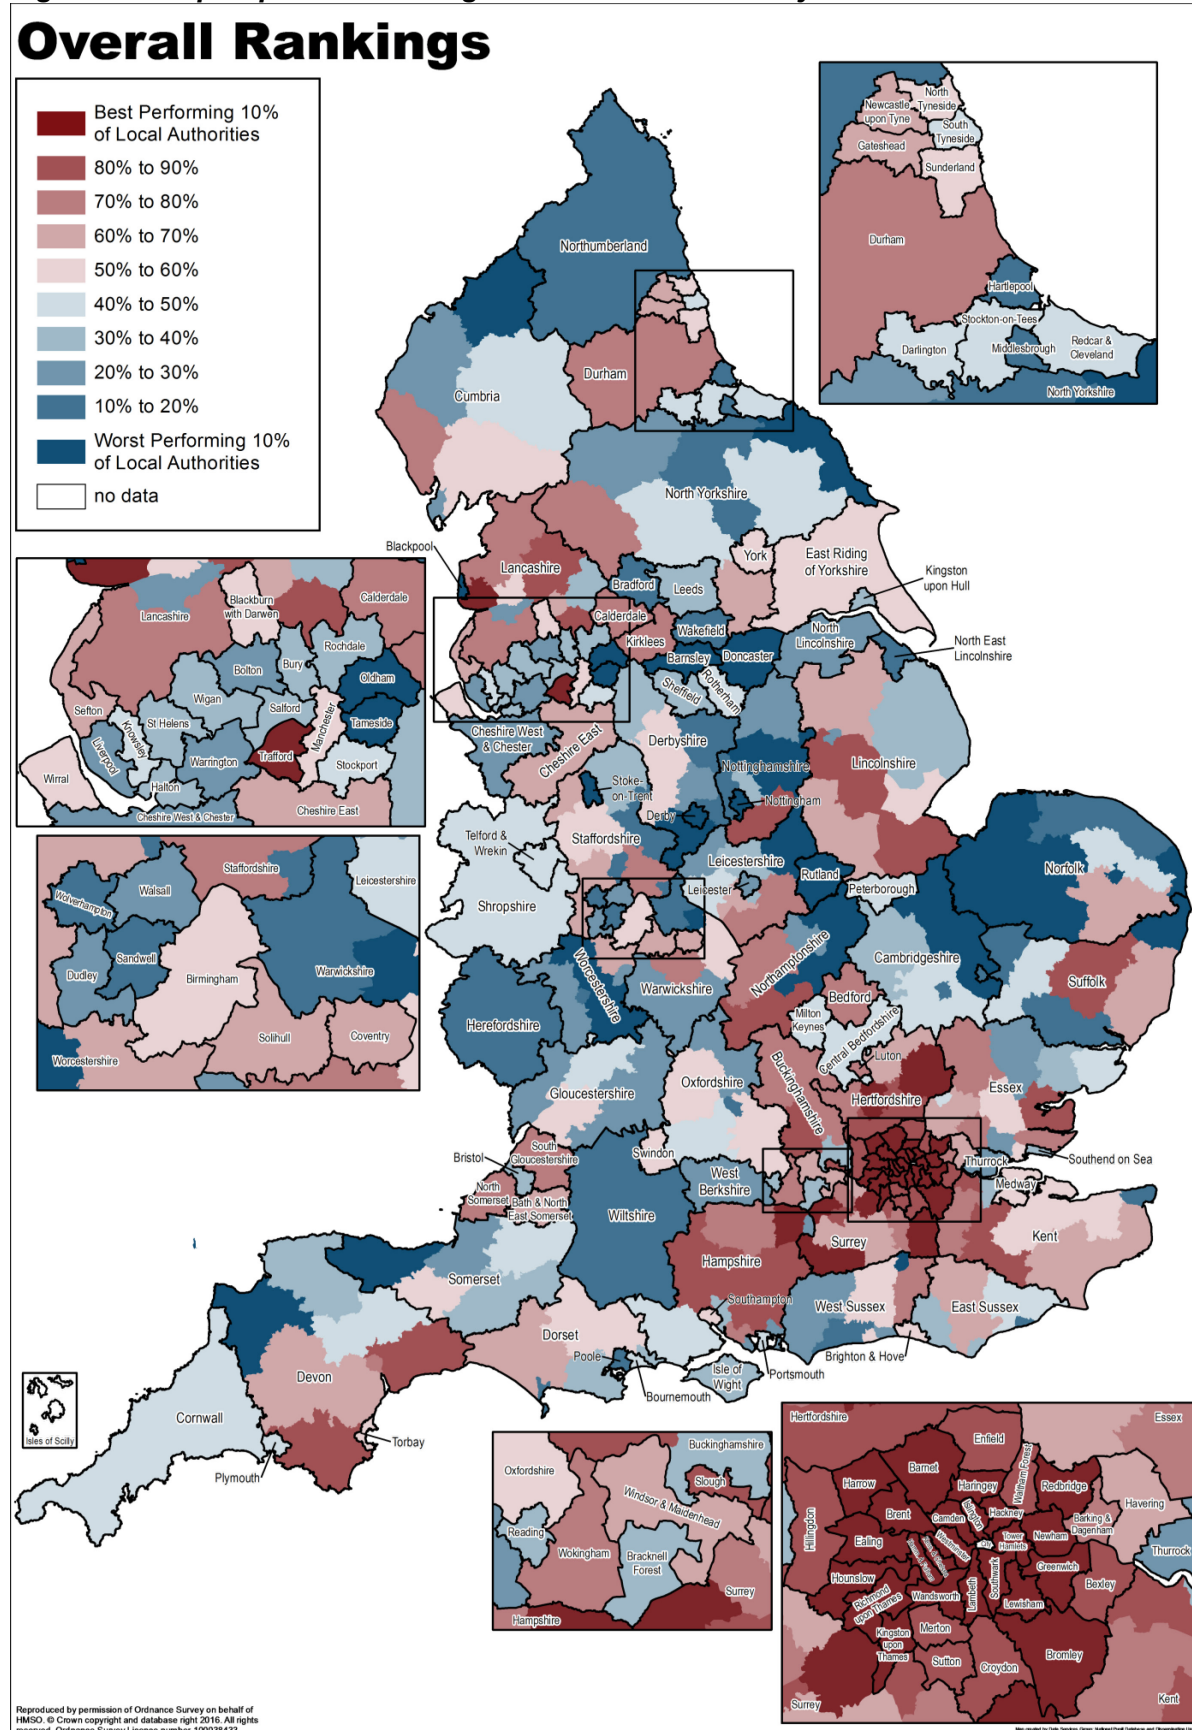 Overall Rankings
Best Performing 10%
of Local Authorities
80% to 90%
70% to 80%
60% to 70%
50% to 60%
40% to 50%
30% to 40%
20% to 30%
10% to 20%
Worst Performing 10%
of Local Authorities
no data
North
Tyneside
Newcastle
upon Tyne
South
Tyneside
Gateshead
Sunderland
Durham
Hartlepool
Stockton-on-Tees
Darlington
Middlesbrough
Redcar &
Cleveland
North Yorkshire
Northumberland
Durham
Cumbria
North Yorkshire
Blackpool
Lancashire
York
East Riding
of Yorkshire
Bradford
Leeds
Kingston
upon Hull
Calderdale
Kirklees
Wakefield
North
Lincolnshire
North East
Lincolnshire
Barnsley
Doncaster
Sheffield
Rotherham
Cheshire West
& Chester
Cheshire East
Derbyshire
Nottinghamshire
Lincolnshire
Stoke-
on-Trent
Nottingham
Derby
Telford &
Wrekin
Staffordshire
Leicestershire
Rutland
Norfolk
Leicester
Peterborough
Shropshire
Worcestershire
Northamptonshire
Cambridgeshire
Suffolk
Warwickshire
Herefordshire
Bedford
Milton
Keynes
Central Bedfordshire
Luton
Gloucestershire
Oxfordshire
Buckinghamshire
Hertfordshire
Essex
South
Gloucestershire
Bristol
Swindon
West
Berkshire
Thurrock
Southend on Sea
Medway
North
Somerset
Bath & North
East Somerset
Wiltshire
Surrey
Kent
Hampshire
Somerset
Southampton
West Sussex
East Sussex
Dorset
Poole
Brighton & Hove
Portsmouth
Isle of
Wight
Bournemouth
Devon
Cornwall
Torbay
Plymouth
Isles of Scilly
Lancashire
Blackburn
with Darwen
Calderdale
Rochdale
Bolton
Bury
Oldham
Wigan
Salford
Sefton
St Helens
Knowsley
Manchester
Tameside
Liverpool
Trafford
Warrington
Stockport
Wirral
Halton
Cheshire West & Chester
Cheshire East
Staffordshire
Leicestershire
Walsall
Wolverhampton
Sandwell
Dudley
Birmingham
Warwickshire
Solihull
Coventry
Worcestershire
Buckinghamshire
Oxfordshire
Slough
Windsor & Maidenhead
Reading
Wokingham
Bracknell
Forest
Surrey
Hampshire
Hertfordshire
Essex
Enfield
Barnet
Harrow
Haringey
Waltham Forest
Redbridge
Havering
Hillingdon
Brent
Camden
Islington
Hackney
Barking &
Dagenham
Ealing
Westminster
City
Tower
Hamlets
Newham
Thurrock
Greenwich
Hounslow
Wandsworth
Lambeth
Southwark
Bexley
Richmond
upon Thames
Lewisham
Kingston
upon
Thames
Merton
Bromley
Sutton
Croydon
Surrey
Kent
Reproduced by permission of Ordnance Survey on behalf of
HMSO. © Crown copyright and database right 2016. All rights